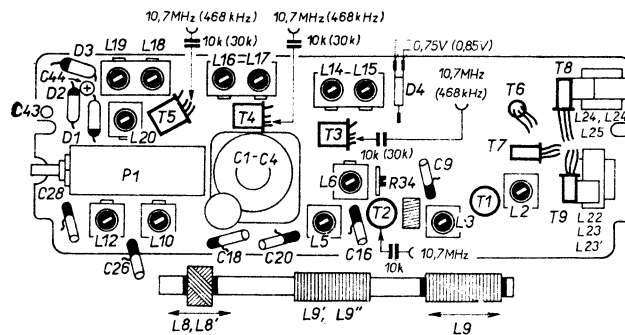 10,7MHz (468kHz) 10,7MHz(468kHz)
10k(30k) 10k(30k)
0,75V (0,85V)
D3 L19 L18 L16 L17 L14 L15 D4 10,7MHz (468kHz)
C44
D2
C43
D1 L20 T5 T4 T3
T6 T8
L24, L24'
L25
10k (30k)
P1 C1-C4 C9 T7
C28 L6 R34
T2 T1 L2 T9
L12 L10 L5 L3 L22
L23
L23'
C26 C18 C20 C16
10k 10,7MHz
L8, L8' L9', L9" L9